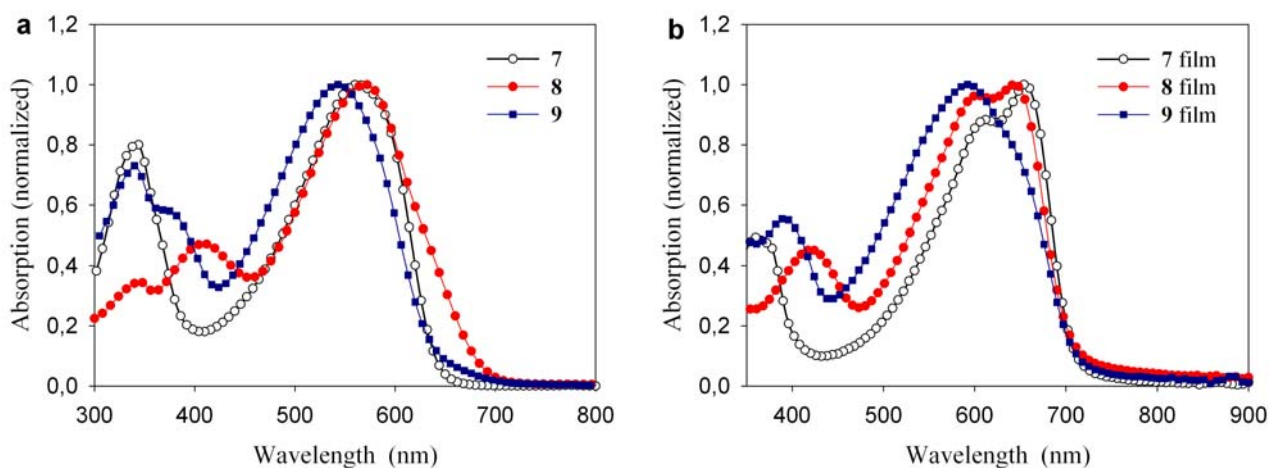 a
1,2
1,0
0,8
0,6
0,4
0,2
0,0
Absorption (normalized)
7
8
9
300 400 500 600 700 800
Wavelength (nm)
b
1,2
1,0
0,8
0,6
0,4
0,2
0,0
Absorption (normalized)
7 film
8 film
9 film
400 500 600 700 800 900
Wavelength (nm)